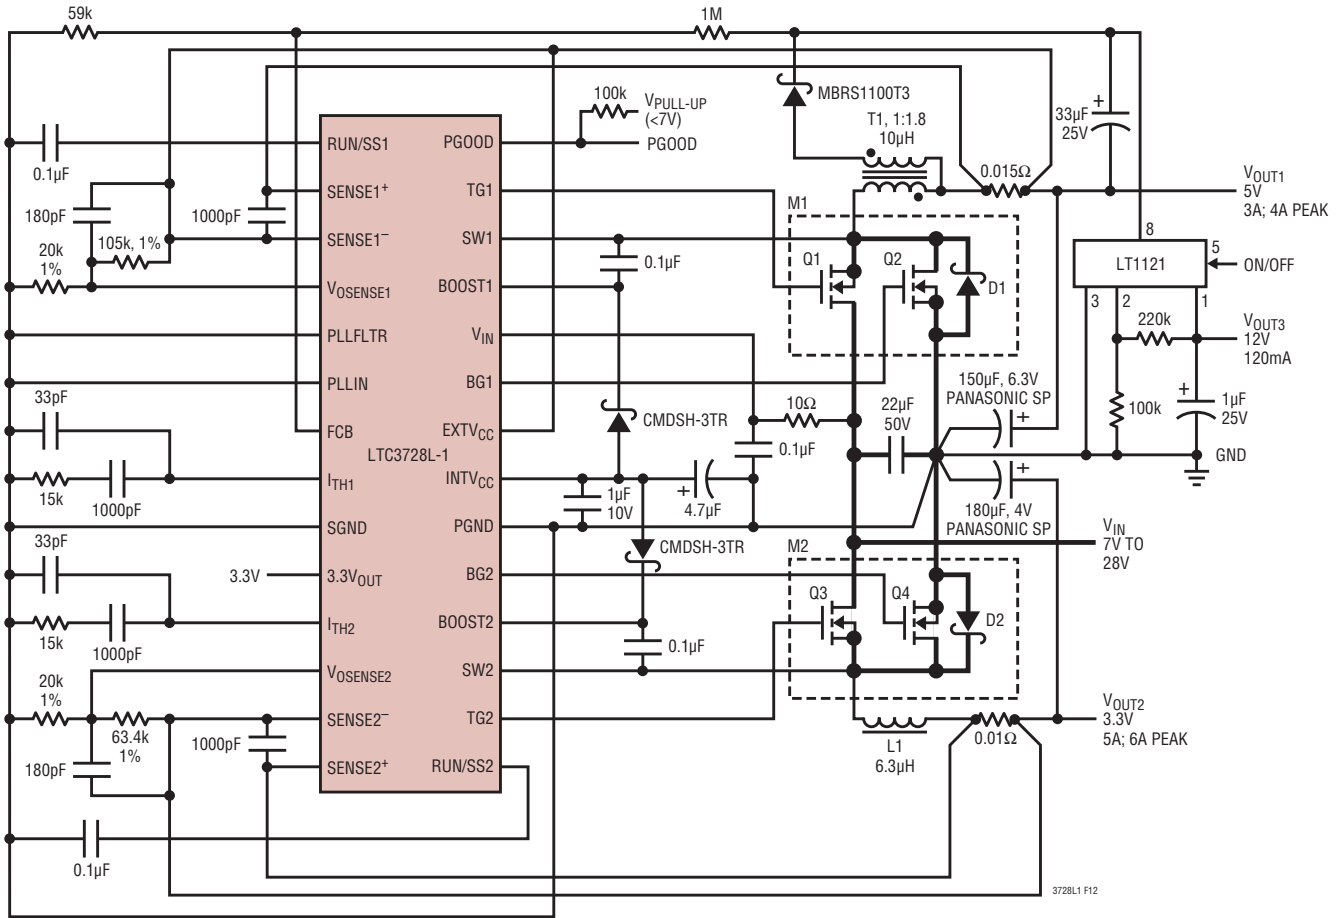 59k
1M
MBRS1100T3
100k
VPULL-UP
(<7V)
PGOOD
T1, 1:1.8
10µH
33µF
25V
+
0.015Ω
VOUT1
5V
3A; 4A PEAK
0.1µF
RUN/SS1
PGOOD
180pF
1000pF
SENSE1+
TG1
M1
20k
1%
105k, 1%
SENSE1–
SW1
0.1µF
Q1
Q2
D1
8
LT1121
5
ON/OFF
VOSENSE1
BOOST1
3
2
1
PLLFLTR
VIN
220k
VOUT3
12V
120mA
PLLIN
BG1
33pF
CMDSH-3TR
10Ω
22µF
50V
150µF, 6.3V
PANASONIC SP
+
100k
+
1µF
25V
FCB
EXTVCC
LTC3728L-1
0.1µF
GND
ITH1
INTVCC
15k
1000pF
1µF
10V
+
4.7µF
+
180µF, 4V
PANASONIC SP
SGND
PGND
VIN
7V TO
28V
33pF
CMDSH-3TR
M2
3.3V
3.3VOUT
BG2
Q3
Q4
D2
ITH2
BOOST2
15k
1000pF
0.1µF
VOSENSE2
SW2
20k
1%
63.4k
1%
SENSE2–
TG2
1000pF
L1
6.3µH
0.01Ω
VOUT2
3.3V
5A; 6A PEAK
180pF
SENSE2+
RUN/SS2
0.1µF
3728L1 F12